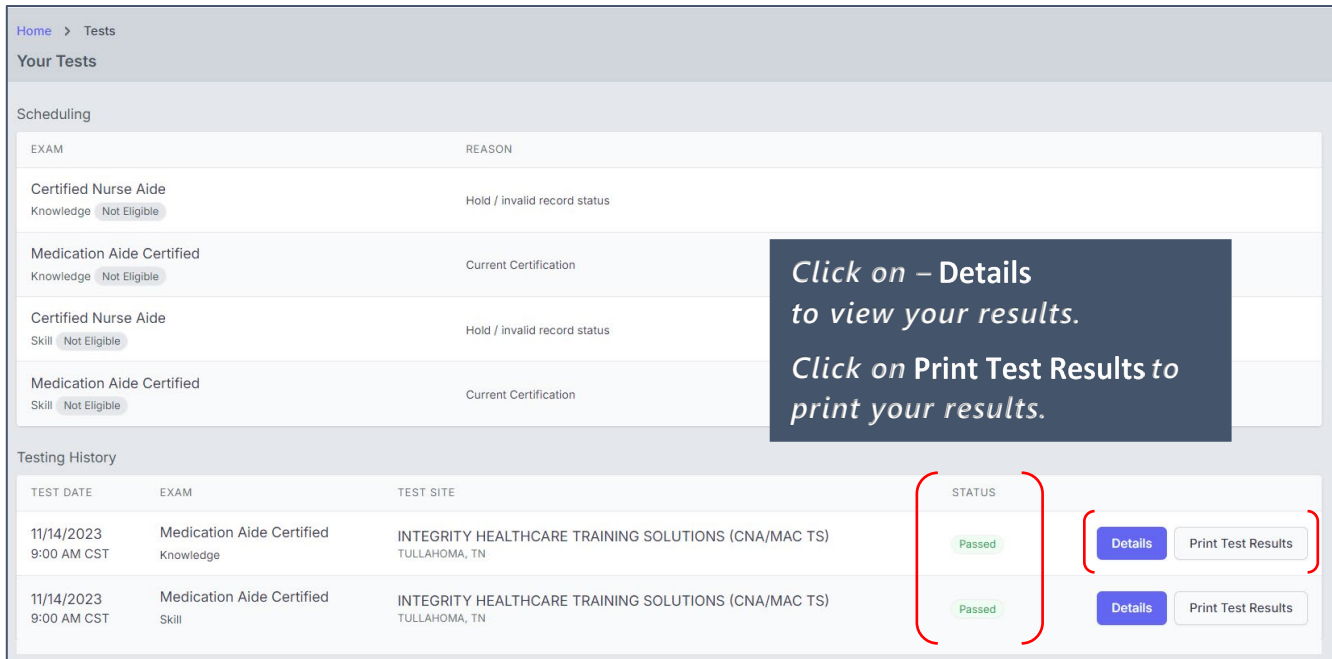 Home > Tests
Your Tests
Scheduling
EXAM REASON
Certified Nurse Aide
Knowledge Not Eligible
Hold / invalid record status
Medication Aide Certified
Knowledge Not Eligible
Current Certification
Certified Nurse Aide
Skill Not Eligible
Hold / invalid record status
Medication Aide Certified
Skill Not Eligible
Current Certification
Click on – Details
to view your results.
Click on Print Test Results to
print your results.
Testing History
TEST DATE EXAM TEST SITE STATUS
11/14/2023
9:00 AM CST
Medication Aide Certified
Knowledge
INTEGRITY HEALTHCARE TRAINING SOLUTIONS (CNA/MAC TS)
TULLAHOMA, TN
Passed
Details Print Test Results
11/14/2023
9:00 AM CST
Medication Aide Certified
Skill
INTEGRITY HEALTHCARE TRAINING SOLUTIONS (CNA/MAC TS)
TULLAHOMA, TN
Passed
Details Print Test Results